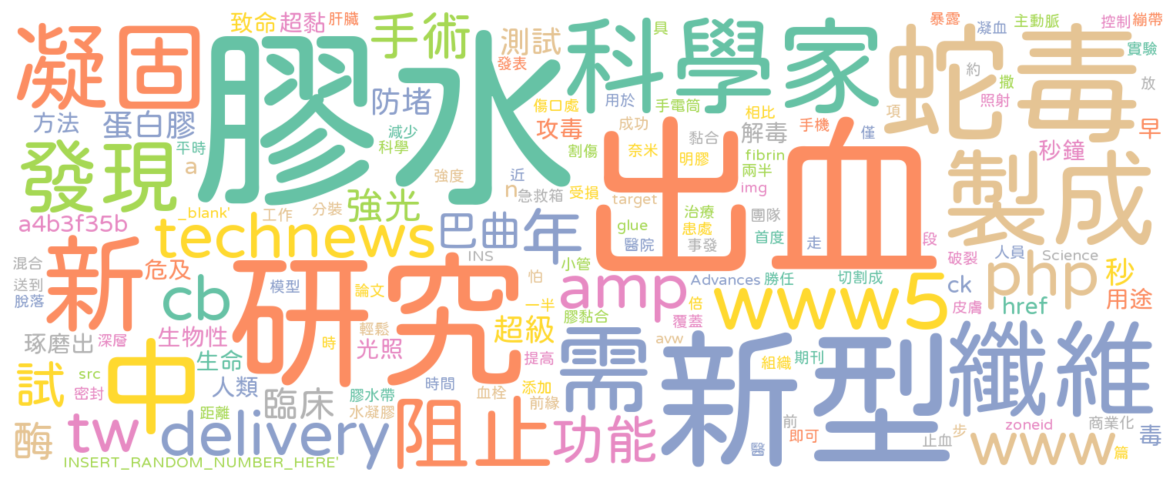 致命 超黏 肝臟 手術 測試 發表 暴露 主動脈 控制 繃帶
凝固 膠水 科學家 蛇毒 凝血 實驗
具 約 撒 放
防堵 傷口處 用於 手電筒 相比 項 照射
方法 蛋白膠 減少 攻毒 成功 黏合 解毒 手機 僅 早
發現 平時 科學 割傷 奈米 明膠 fibrin 兩半 秒鐘
a 強度 近 n 急救箱 受損 target img 製成
a4b3f35b _blank' 工作 分裝 強光 巴曲 年 出血 glue 治療 患處 團隊
technews 醫院 事發 首度 走 段
混合 送到 脫落 新 危及 INS 怕 小管 破裂 人員 Science
cb 模型 研究 論文 一半 amp Advances 勝任 切割成 ck php 秒
琢磨出 深層 生物性 輕鬆 超級 膠黏合 倍 覆蓋 www5 皮膚 href 用途
生命 時 光照 提高 需 avw 組織 期刊 纖維
試 src 密封 中 人類 時間 血栓 添加 前緣 新型
臨床 膠水帶 水凝膠
酶 tw 距離 delivery 阻止 功能 前 即可 zoneid 商業化 毒
INSERT_RANDOM_NUMBER_HERE' 醫 止血 步 www 篇